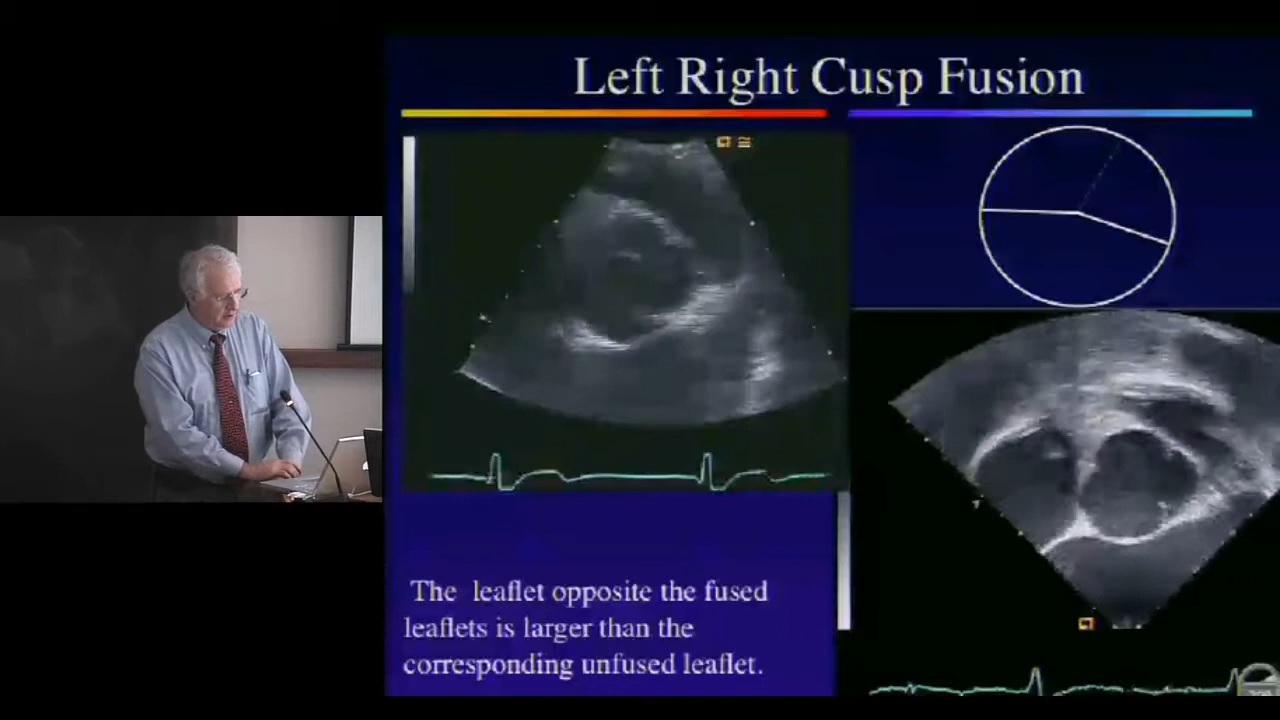 Left Right Cusp Fusion
The leaflet opposite the fused
leaflets is larger than the
corresponding unfused leaflet.